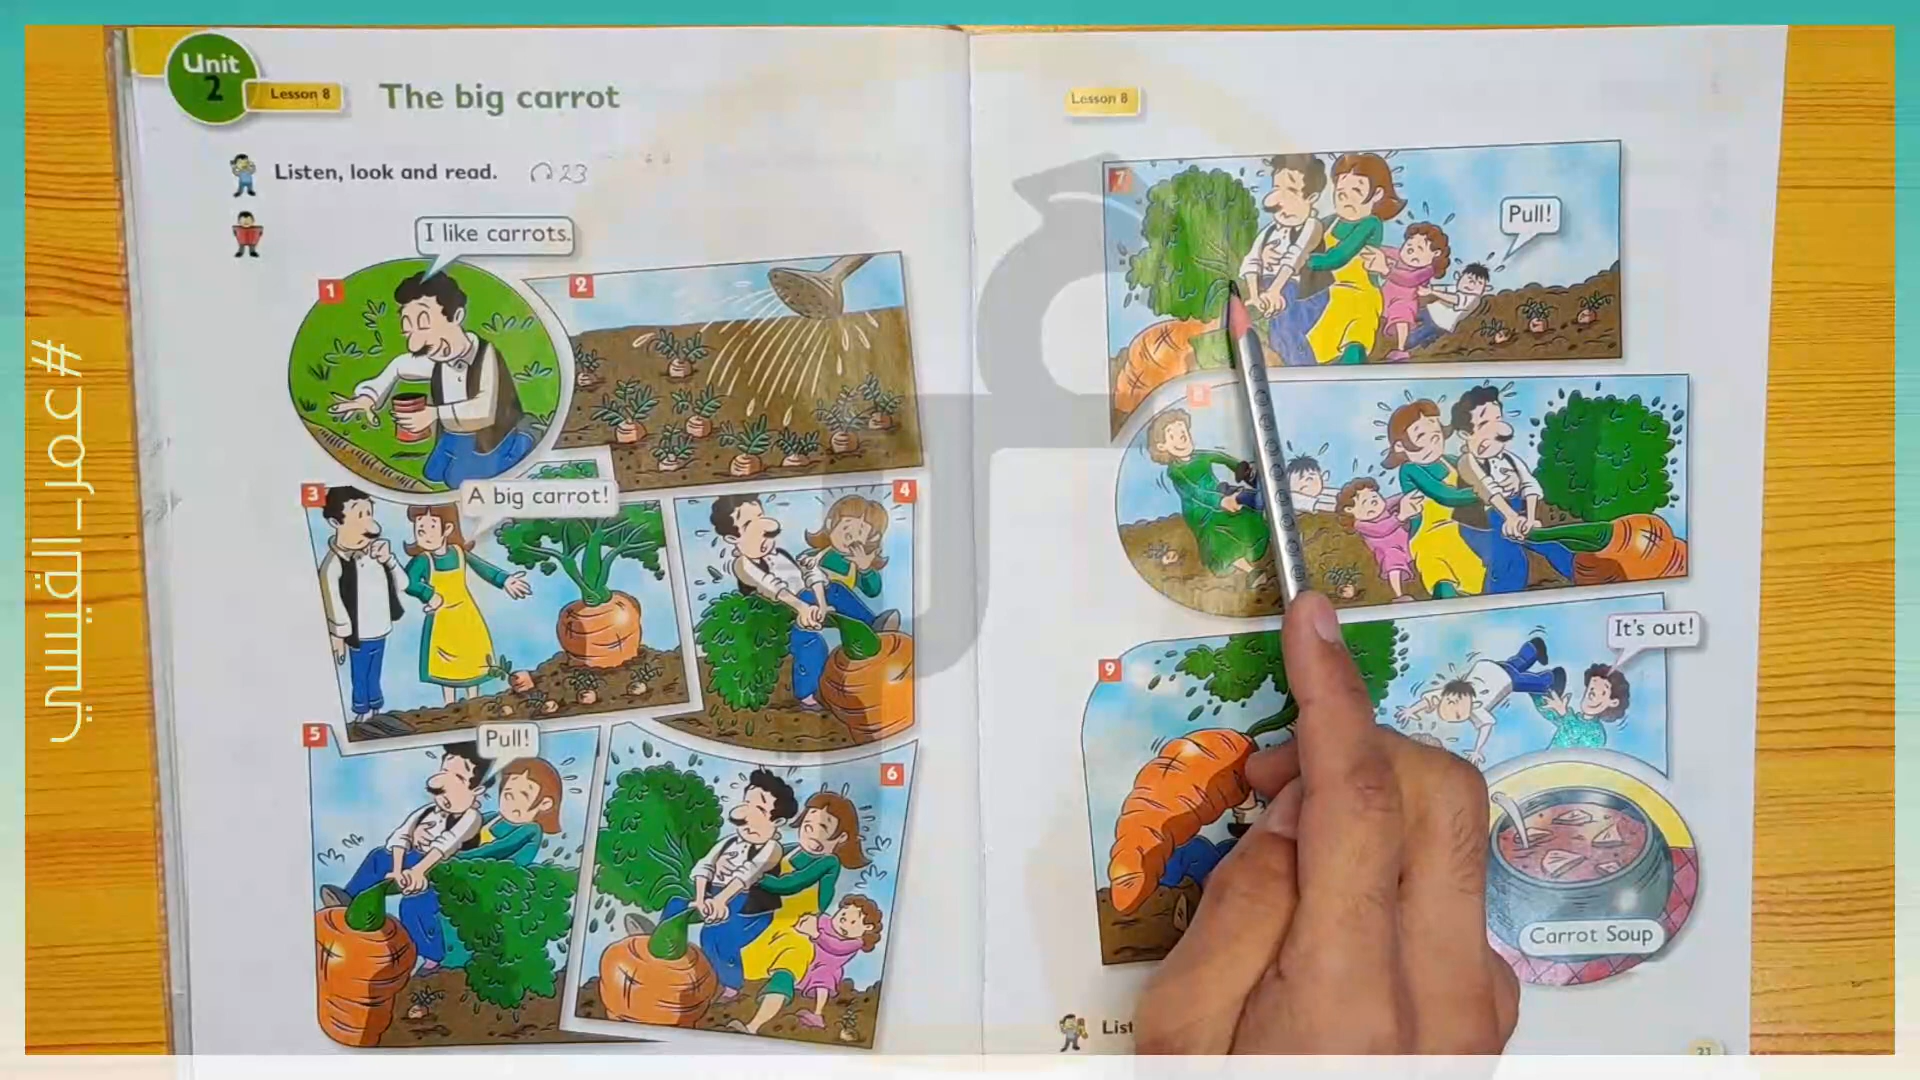 Unit
2
Lesson 8
The big carrot
Listen, look and read.
23
1
I like carrots.
2
3
A big carrot!
4
5
Pull!
6
Lesson 8
7
Pull!
8
9
It's out!
Carrot Soup
#عمر_القيسي